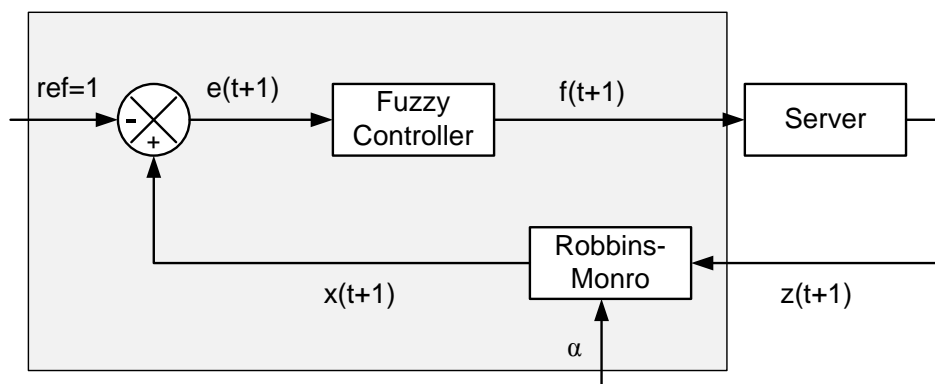 ref=1
-
+
e(t+1)
Fuzzy
Controller
f(t+1)
Server
Robbins-
Monro
x(t+1)
z(t+1)
α